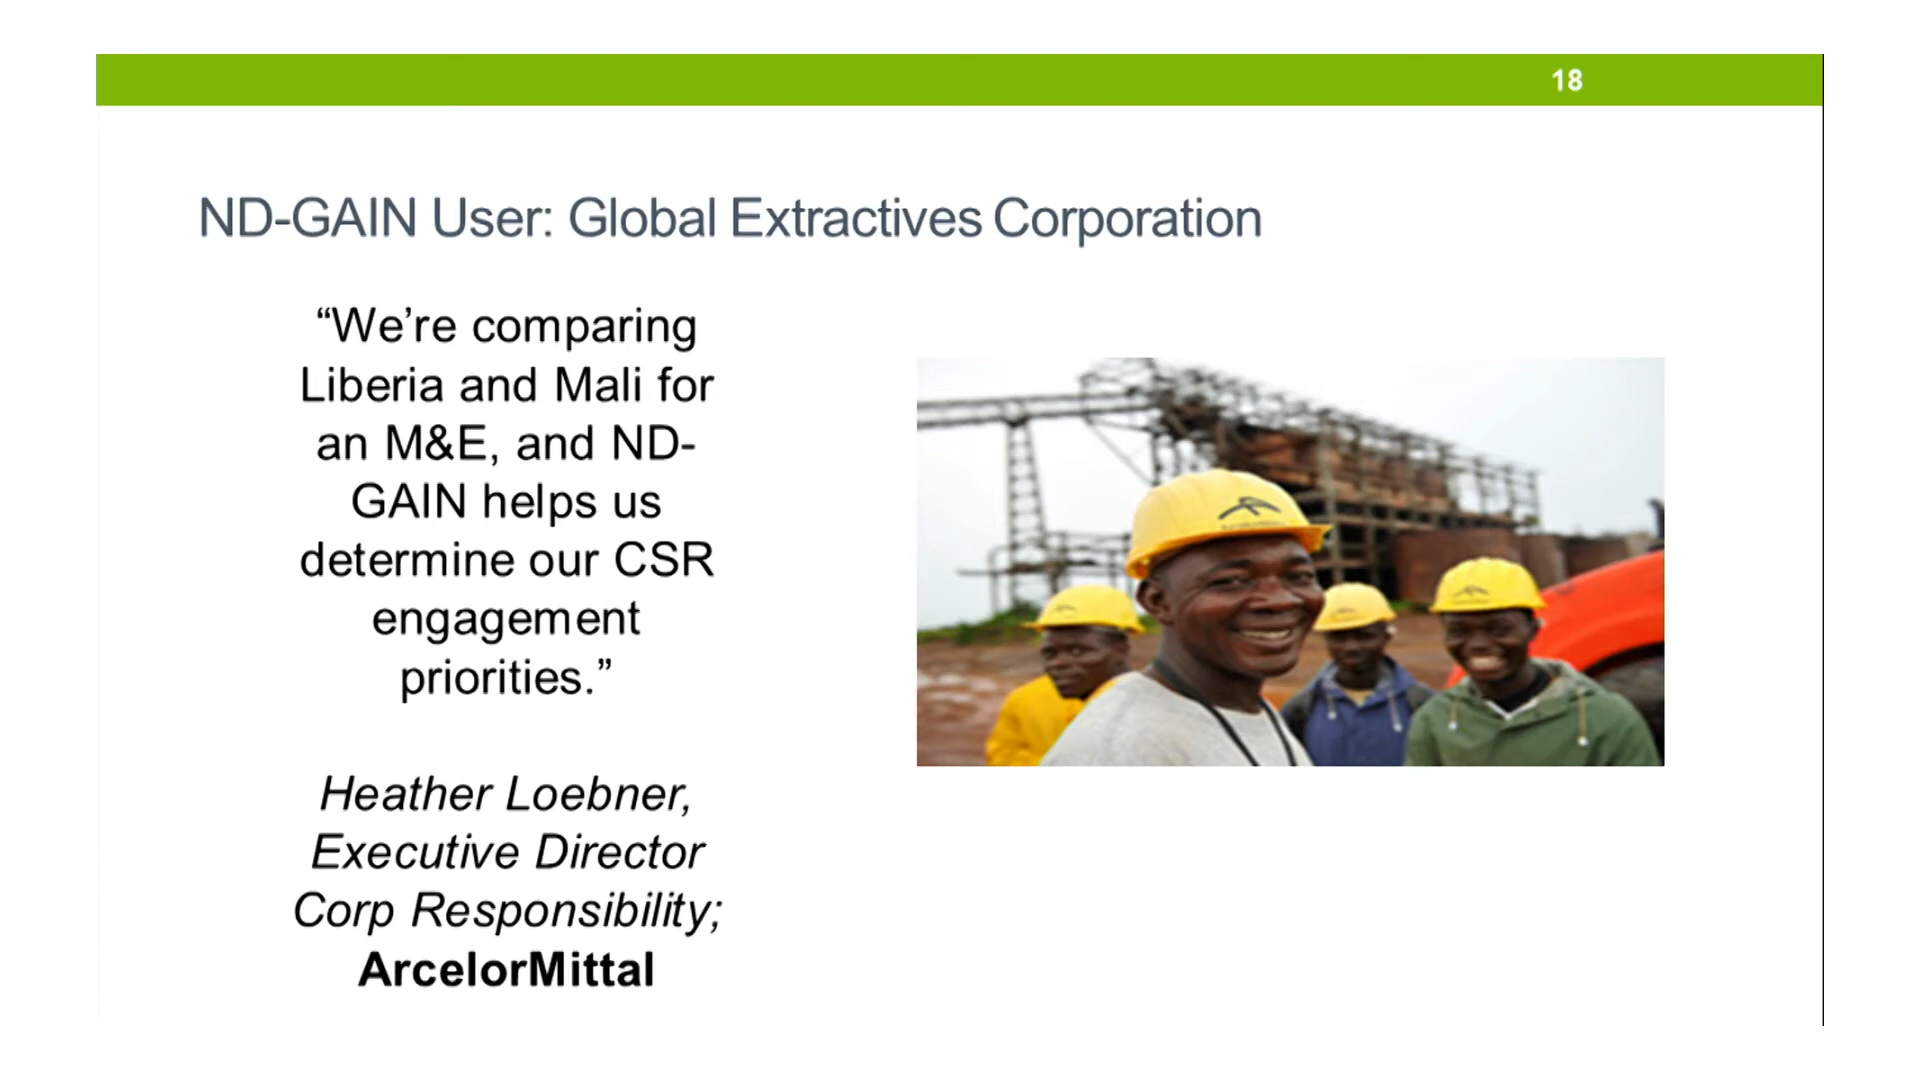 18
ND-GAIN User: Global Extractives Corporation
“We’re comparing
Liberia and Mali for
an M&E, and ND-
GAIN helps us
determine our CSR
engagement
priorities.”
Heather Loebner,
Executive Director
Corp Responsibility;
ArcelorMittal